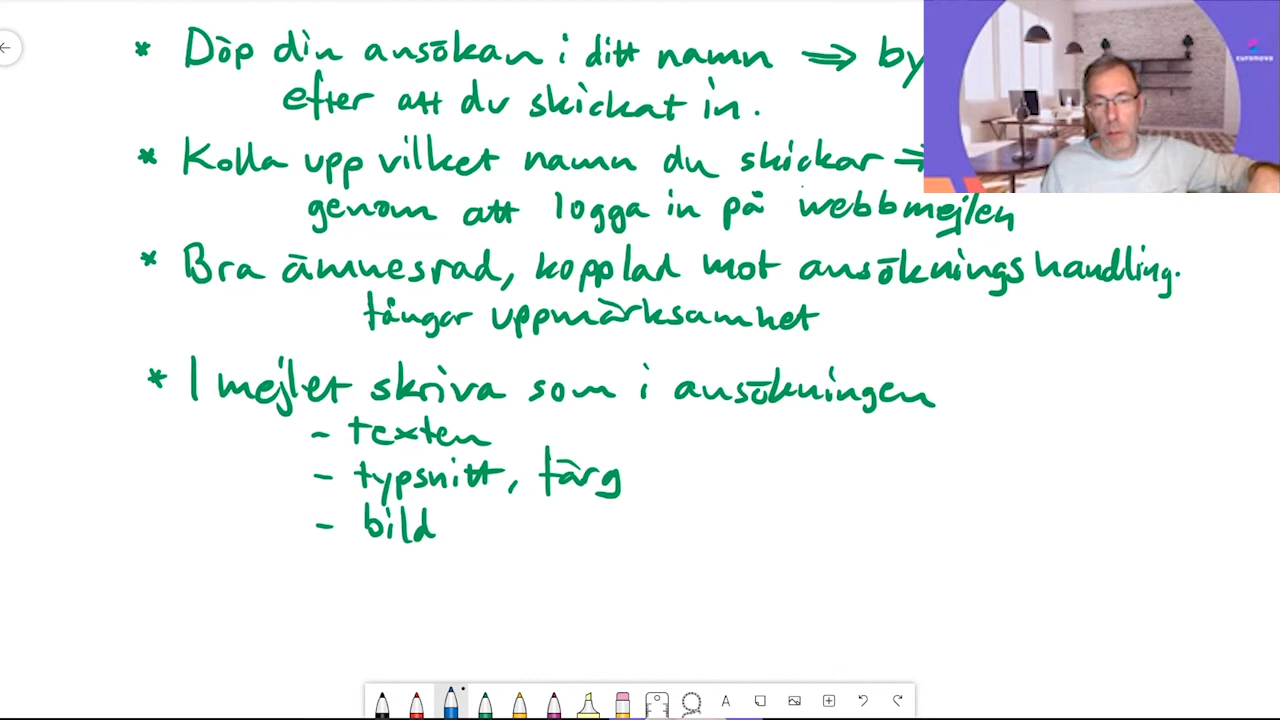 * Döp din ansökan i ditt namn ⇒ by
efter att du skickat in.
* Kolla upp vilket namn du skickar ⇒
genom att logga in på webbmejlen
* Bra ämnesrad, kopplad mot ansökningshandling.
fångar uppmärksamhet
* I mejlet skriva som i ansökningen
- texten
- typsnitt, färg
- bild
curanova